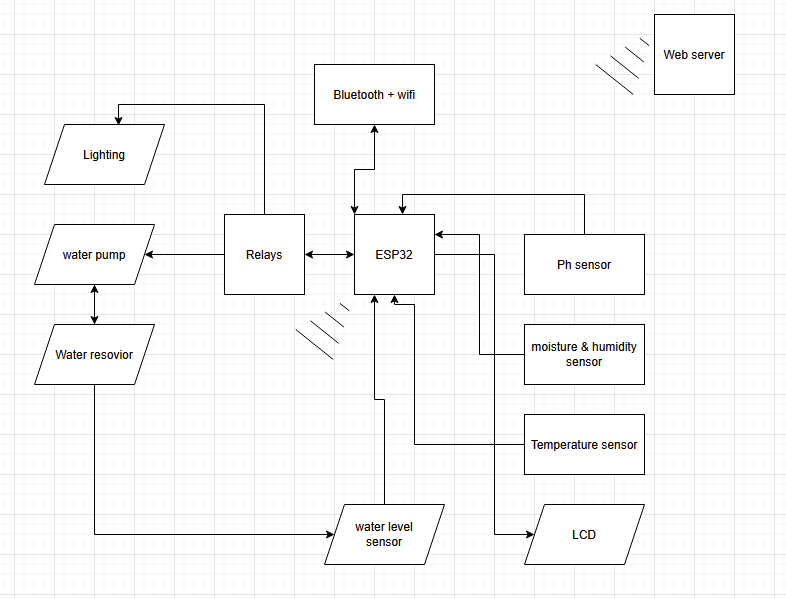 Web server
Bluetooth + wifi
Lighting
water pump
Relays
ESP32
Ph sensor
Water resovior
moisture & humidity
sensor
Temperature sensor
water level
sensor
LCD